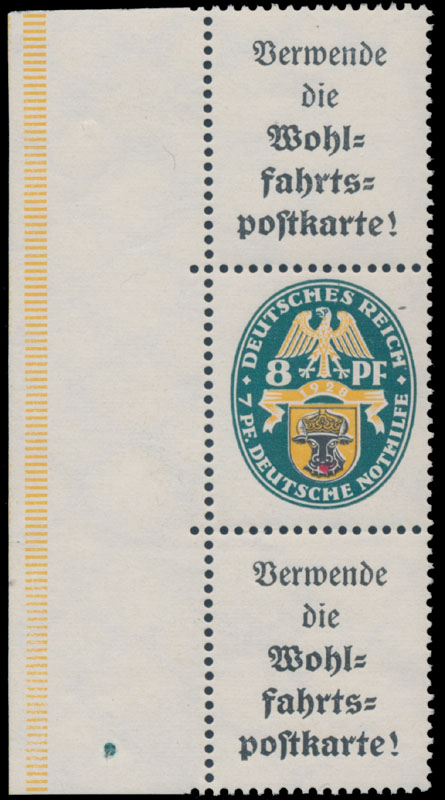 Verwende
die
Wohl=
fahrts=
poſtkarte!
DEUTSCHES REICH
8 PF
1928
7 PF. DEUTSCHE NOTHILFE
Verwende
die
Wohl=
fahrts=
poſtkarte!